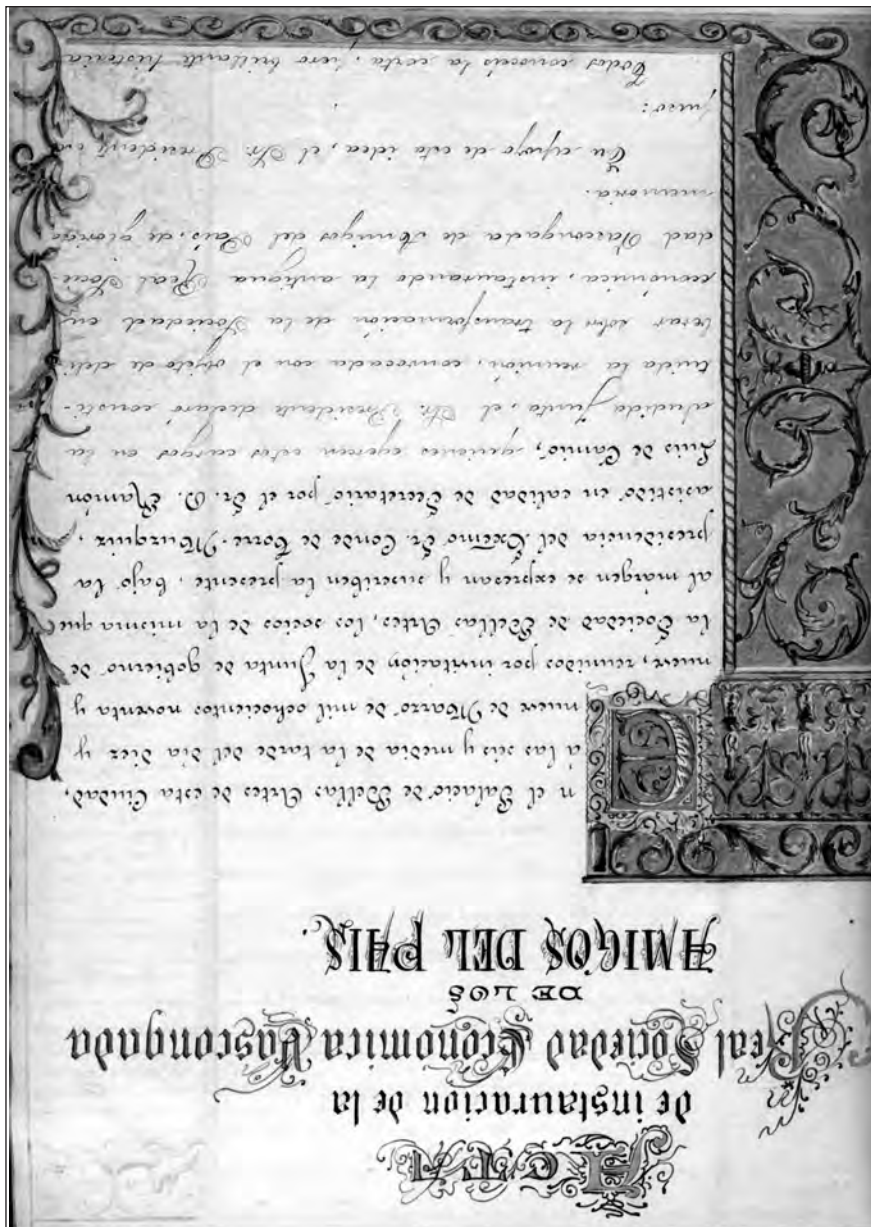 ACTA
de instauracion de la
Real Sociedad Económica Vascongada
DE LOS
AMIGOS DEL PAIS.
En el Palacio de Bellas Artes de esta Ciudad,
á las seis y media de la tarde del dia diez y
nueve de Marzo de mil ochocientos noventa y
nueve, reunidos por invitación de la Junta de gobierno de
la Sociedad de Bellas Artes, los socios de la misma que
al márgen se expresan y suscriben la presente, bajo la
presidencia del Excmo Sr. Conde de Torre-Múzquiz,
asistido en calidad de Secretario por el Sr. D. Ramón
Luis de Camio, quienes ejercen estos cargos en la
aludida Junta, el Sr. Presidente declaró consti-
tuida la reunión, convocada con el objeto de deli-
berar sobre la transformación de la Sociedad en
económica, instaurando la antigua Real Socie-
dad Vascongada de Amigos del País, de gloriosa
memoria.
En apoyo de esta idea, el Sr. Presidente ex-
puso:
Todos conocéis la corta, pero brillante historia